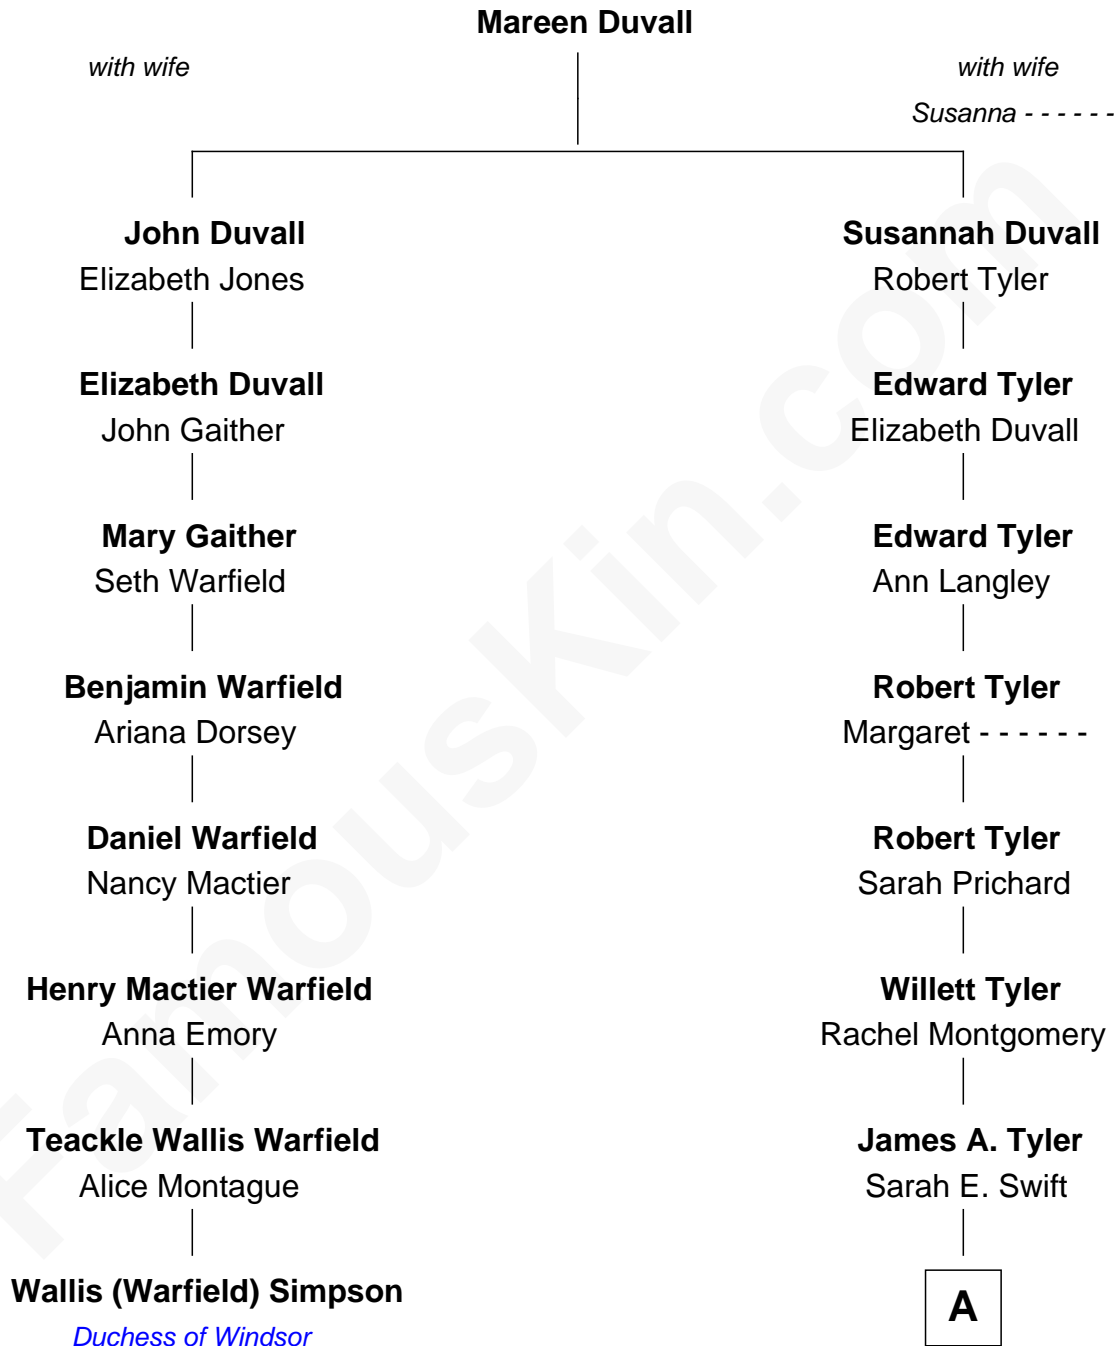 Mareen Duvall
with wife
with wife
Susanna - - - - - -
John Duvall
Elizabeth Jones
Susannah Duvall
Robert Tyler
Elizabeth Duvall
John Gaither
Edward Tyler
Elizabeth Duvall
Mary Gaither
Seth Warfield
Edward Tyler
Ann Langley
Benjamin Warfield
Ariana Dorsey
Robert Tyler
Margaret - - - - - -
Daniel Warfield
Nancy Mactier
Robert Tyler
Sarah Prichard
Henry Mactier Warfield
Anna Emory
Willett Tyler
Rachel Montgomery
Teackle Wallis Warfield
Alice Montague
James A. Tyler
Sarah E. Swift
Wallis (Warfield) Simpson
Duchess of Windsor
A
FamousKin.com